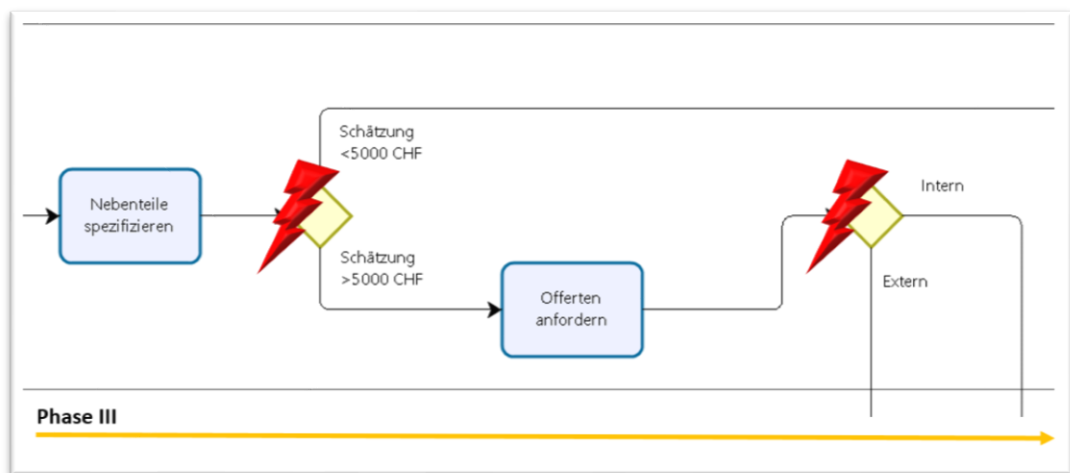 Schätzung
<5000 CHF
Nebenteile
spezifizieren
Intern
Schätzung
>5000 CHF
Extern
Offerten
anfordern
Phase III